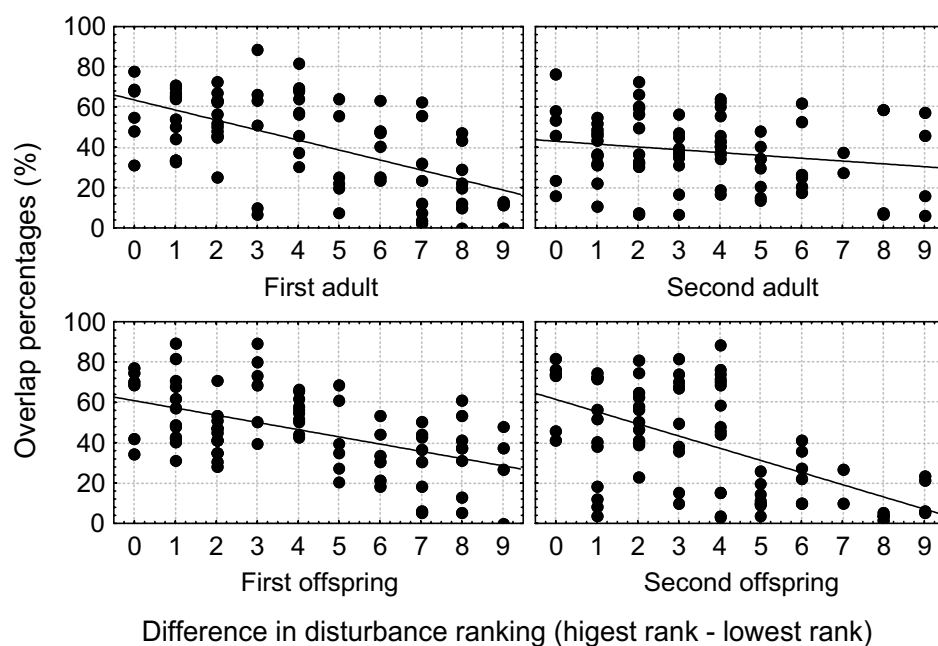 100
80
60
40
20
0
0 1 2 3 4 5 6 7 8 9
0 1 2 3 4 5 6 7 8 9
First adult
Second adult
Overlap percentages (%)
100
80
60
40
20
0
0 1 2 3 4 5 6 7 8 9
0 1 2 3 4 5 6 7 8 9
First offspring
Second offspring
Difference in disturbance ranking (higest rank - lowest rank)